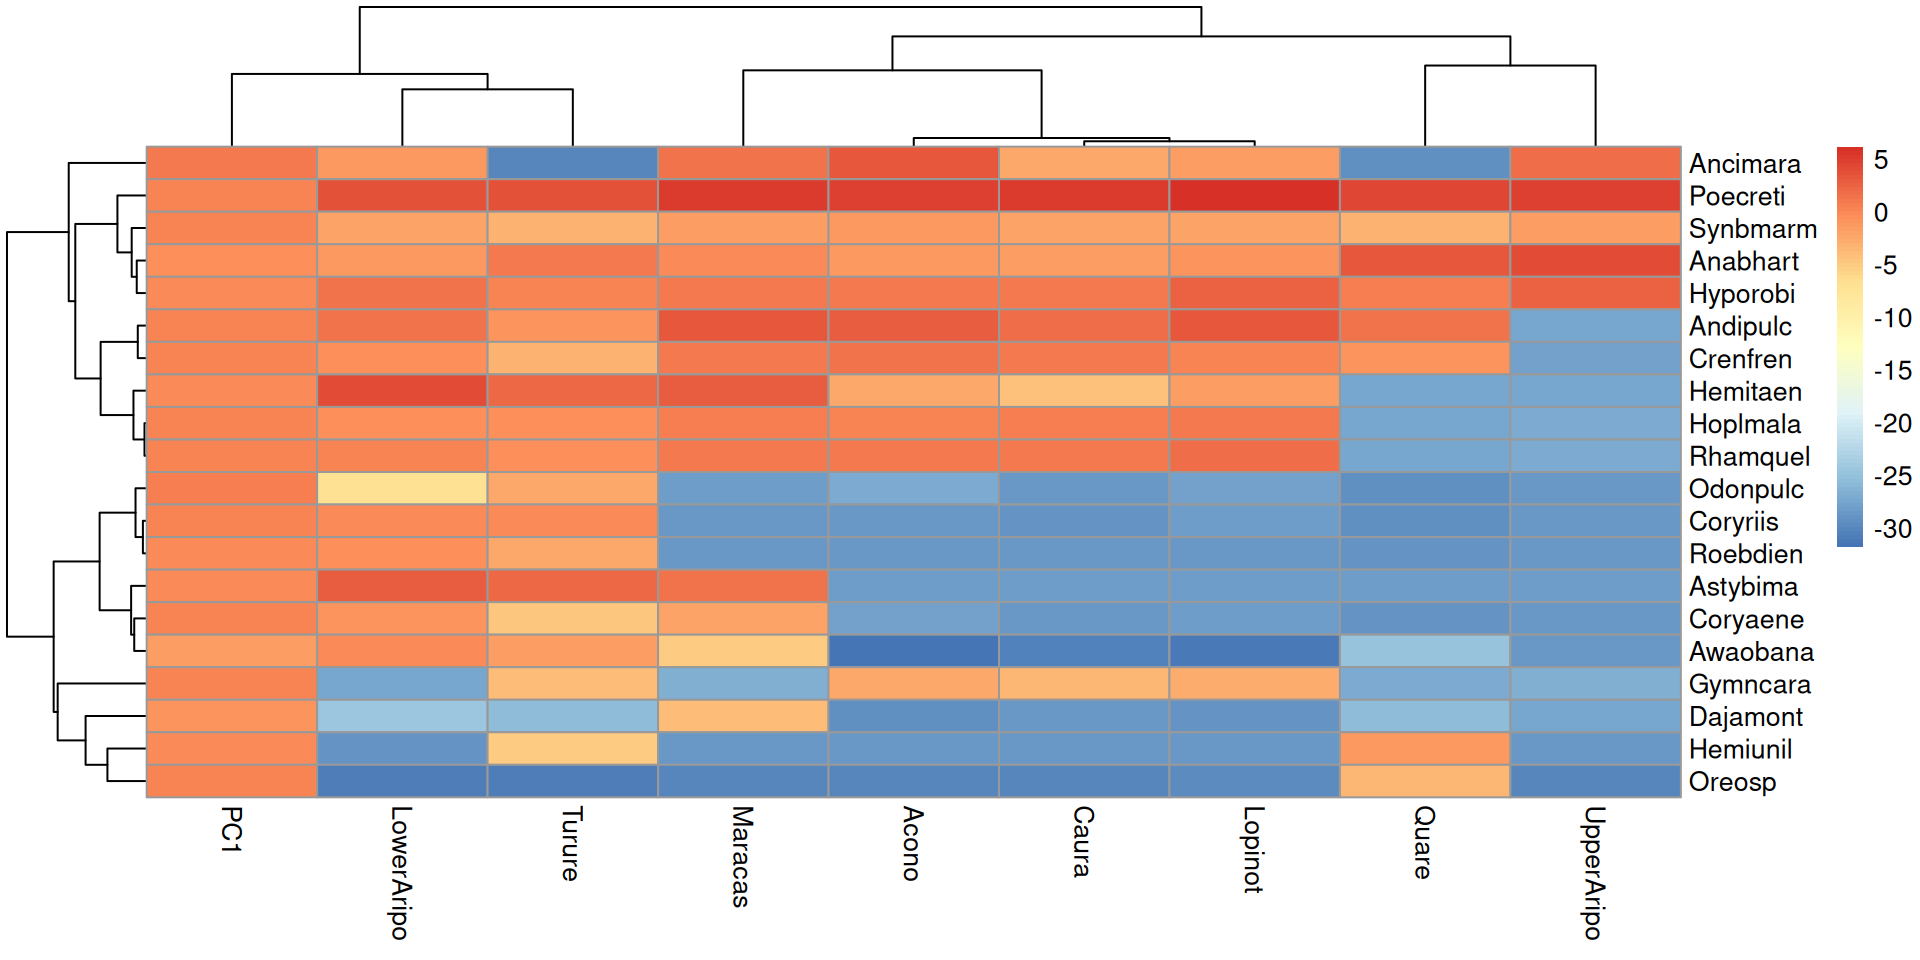 Ancimara
Poecreti
Synbmarm
Anabhart
Hyporobi
Andipulc
Crenfren
Hemitaen
Hoplmala
Rhamquel
Odonpulc
Coryriis
Roebdien
Astybima
Coryaene
Awaobana
Gymncara
Dajamont
Hemiunil
Oreosp
5
0
-5
-10
-15
-20
-25
-30
PC1
LowerAripo
Turure
Maracas
Acono
Caura
Lopinot
Quare
UpperAripo